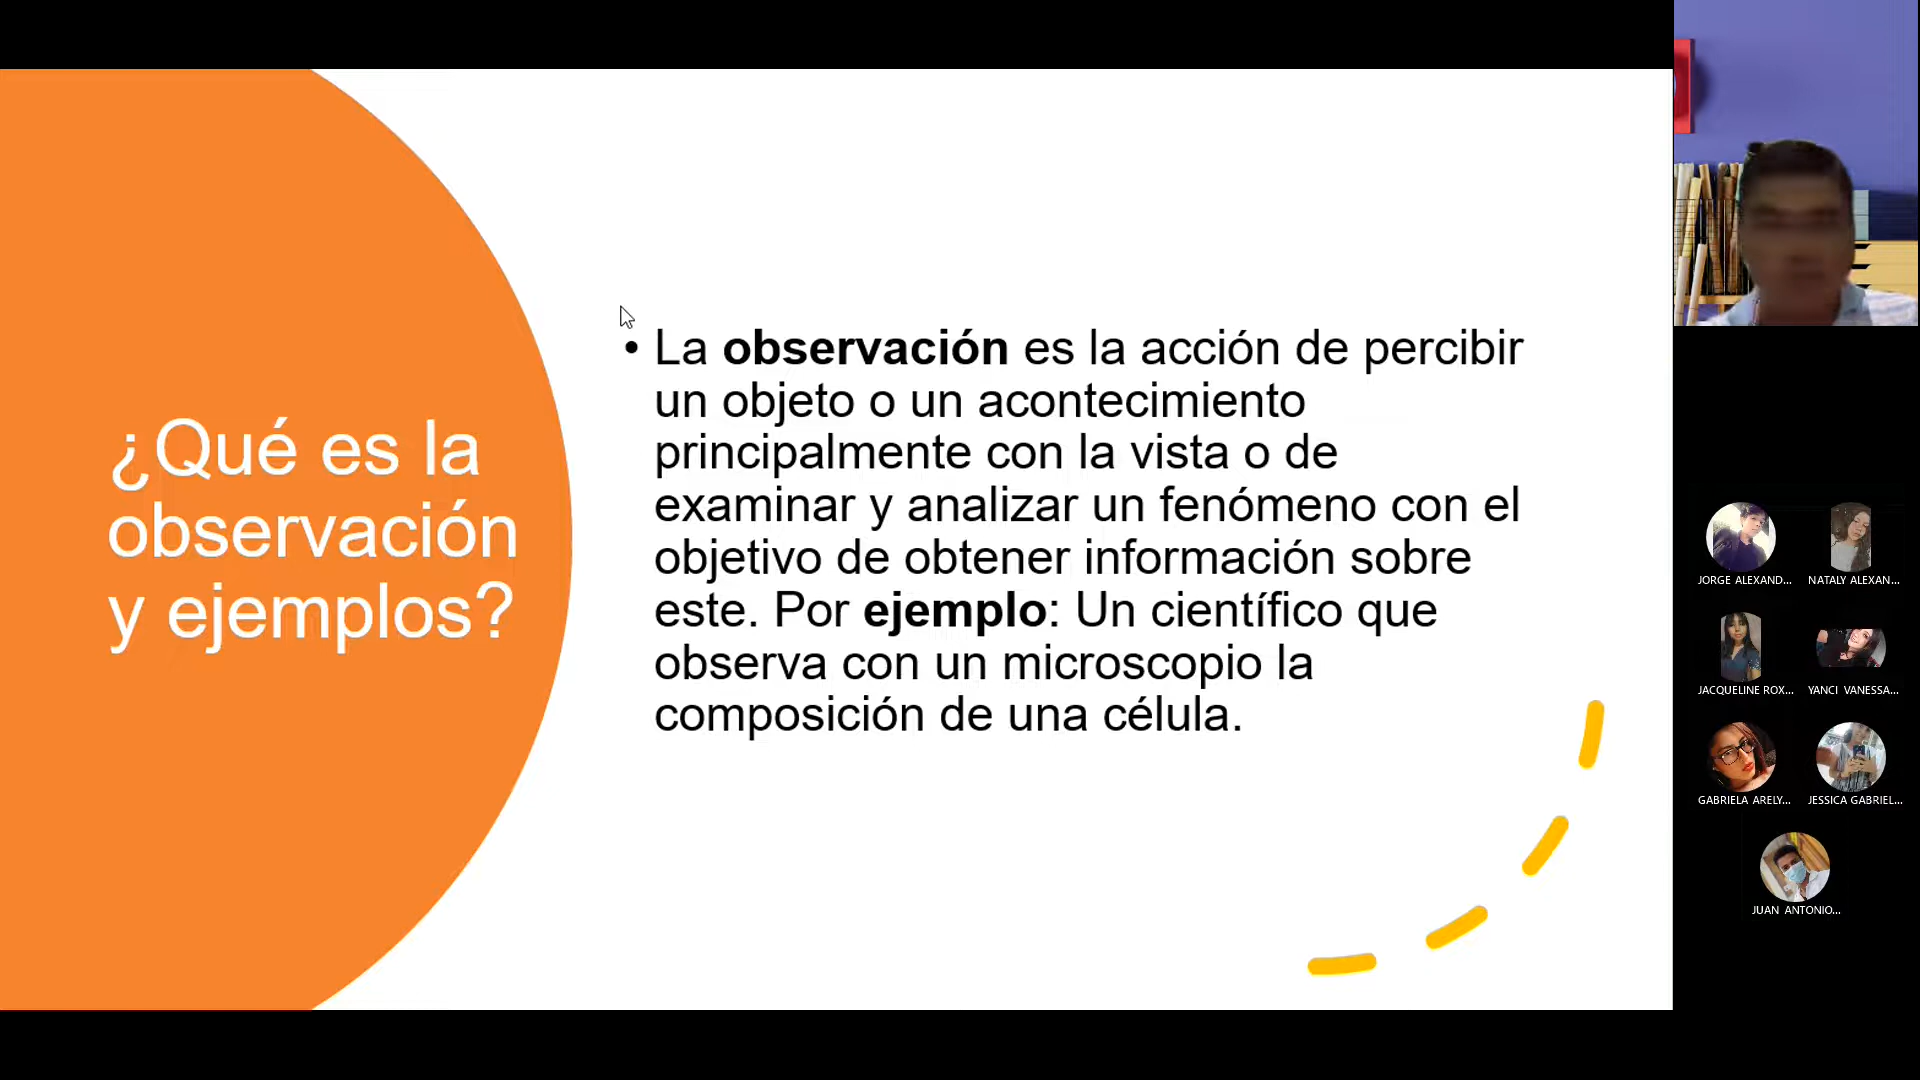 ¿Qué es la
observación
y ejemplos?
• La observación es la acción de percibir
un objeto o un acontecimiento
principalmente con la vista o de
examinar y analizar un fenómeno con el
objetivo de obtener información sobre
este. Por ejemplo: Un científico que
observa con un microscopio la
composición de una célula.
JORGE ALEXAND...
NATALY ALEXAN...
JACQUELINE ROX...
YANCI VANESSA...
GABRIELA ARELY...
JESSICA GABRIEL...
JUAN ANTONIO...